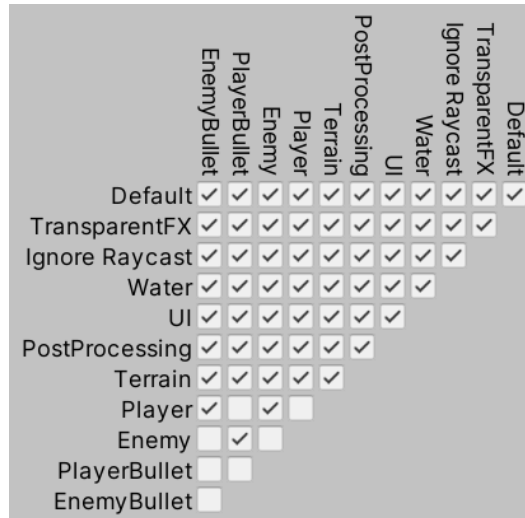 EnemyBullet
PlayerBullet
Enemy
Player
Terrain
PostProcessing
UI
Water
Ignore Raycast
TransparentFX
Default
Default
TransparentFX
Ignore Raycast
Water
UI
PostProcessing
Terrain
Player
Enemy
PlayerBullet
EnemyBullet